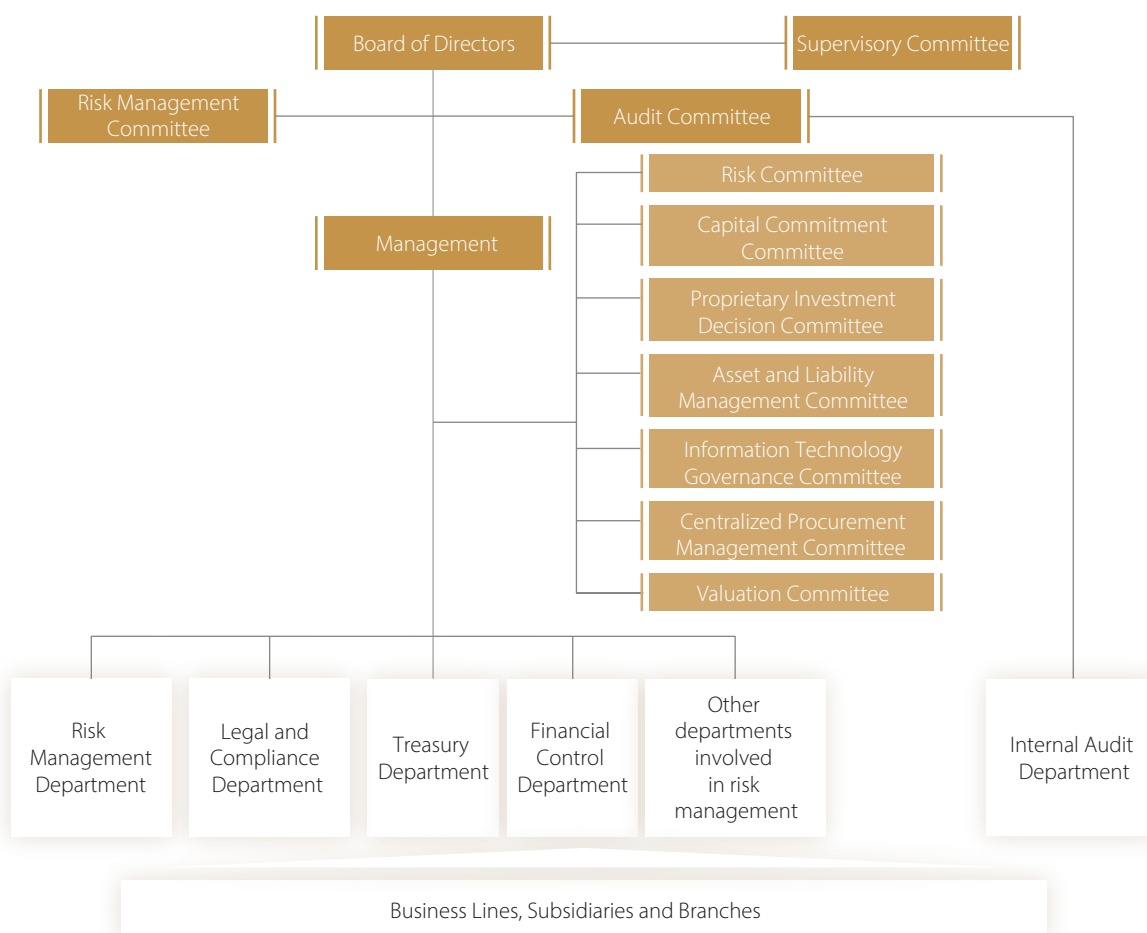 Board of Directors
Supervisory Committee
Risk Management
Committee
Audit Committee
Risk Committee
Capital Commitment
Committee
Management
Proprietary Investment
Decision Committee
Asset and Liability
Management Committee
Information Technology
Governance Committee
Centralized Procurement
Management Committee
Valuation Committee
Risk
Management
Department
Legal and
Compliance
Department
Treasury
Department
Financial
Control
Department
Other
departments
involved
in risk
management
Internal Audit
Department
Business Lines, Subsidiaries and Branches